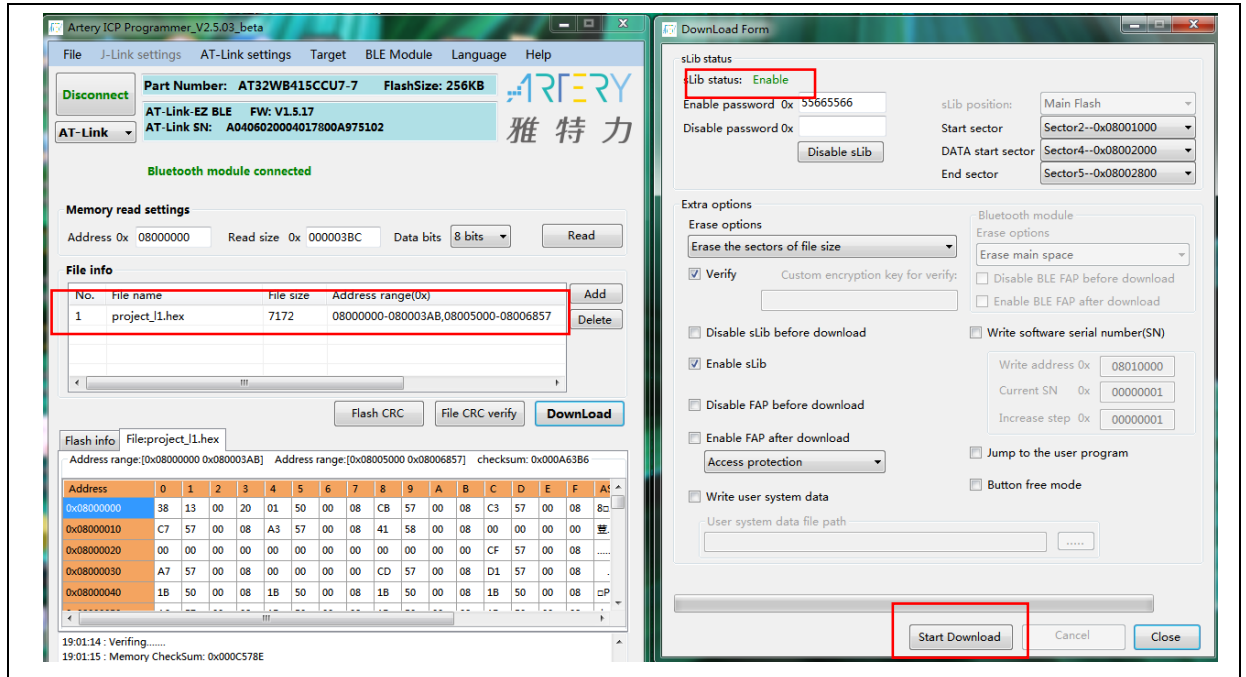 Artery ICP Programmer_V2.5.03_beta
File J-Link settings AT-Link settings Target BLE Module Language Help
Disconnect
Part Number: AT32WB415CCU7-7 FlashSize: 256KB
AT-Link-EZ BLE FW: V1.5.17
AT-Link
AT-Link SN: A0406020004017800A975102
ARTERY
雅特力
Bluetooth module connected
Memory read settings
Address 0x 08000000 Read size 0x 000003BC Data bits 8 bits Read
File info
No. File name File size Address range(0x)
1 project_l1.hex 7172 08000000-080003AB,08005000-08006857
Add
Delete
Flash CRC File CRC verify DownLoad
Flash info File:project_l1.hex
Address range:[0x08000000 0x080003AB] Address range:[0x08005000 0x08006857] checksum: 0x000A63B6
Address 0 1 2 3 4 5 6 7 8 9 A B C D E F
0x08000000 38 13 00 20 01 50 00 08 CB 57 00 08 C3 57 00 08
0x08000010 C7 57 00 08 A3 57 00 08 41 58 00 08 00 00 00 00
0x08000020 00 00 00 00 00 00 00 00 00 00 00 00 CF 57 00 08 .....
0x08000030 A7 57 00 08 00 00 00 00 CD 57 00 08 D1 57 00 08
0x08000040 1B 50 00 08 1B 50 00 08 1B 50 00 08 1B 50 00 08
19:01:14 : Verifing.......
19:01:15 : Memory CheckSum: 0x000C578E
DownLoad Form
sLib status
sLib status: Enable
Enable password 0x 55665566
Disable password 0x
Disable sLib
sLib position: Main Flash
Start sector Sector2--0x08001000
DATA start sector Sector4--0x08002000
End sector Sector5--0x08002800
Extra options
Erase options
Erase the sectors of file size
Verify Custom encryption key for verify:
Disable sLib before download
Enable sLib
Disable FAP before download
Enable FAP after download
Access protection
Write user system data
User system data file path
.....
Bluetooth module
Erase options
Erase main space
Disable BLE FAP before download
Enable BLE FAP after download
Write software serial number(SN)
Write address 0x 08010000
Current SN 0x 00000001
Increase step 0x 00000001
Jump to the user program
Button free mode
Start Download Cancel Close